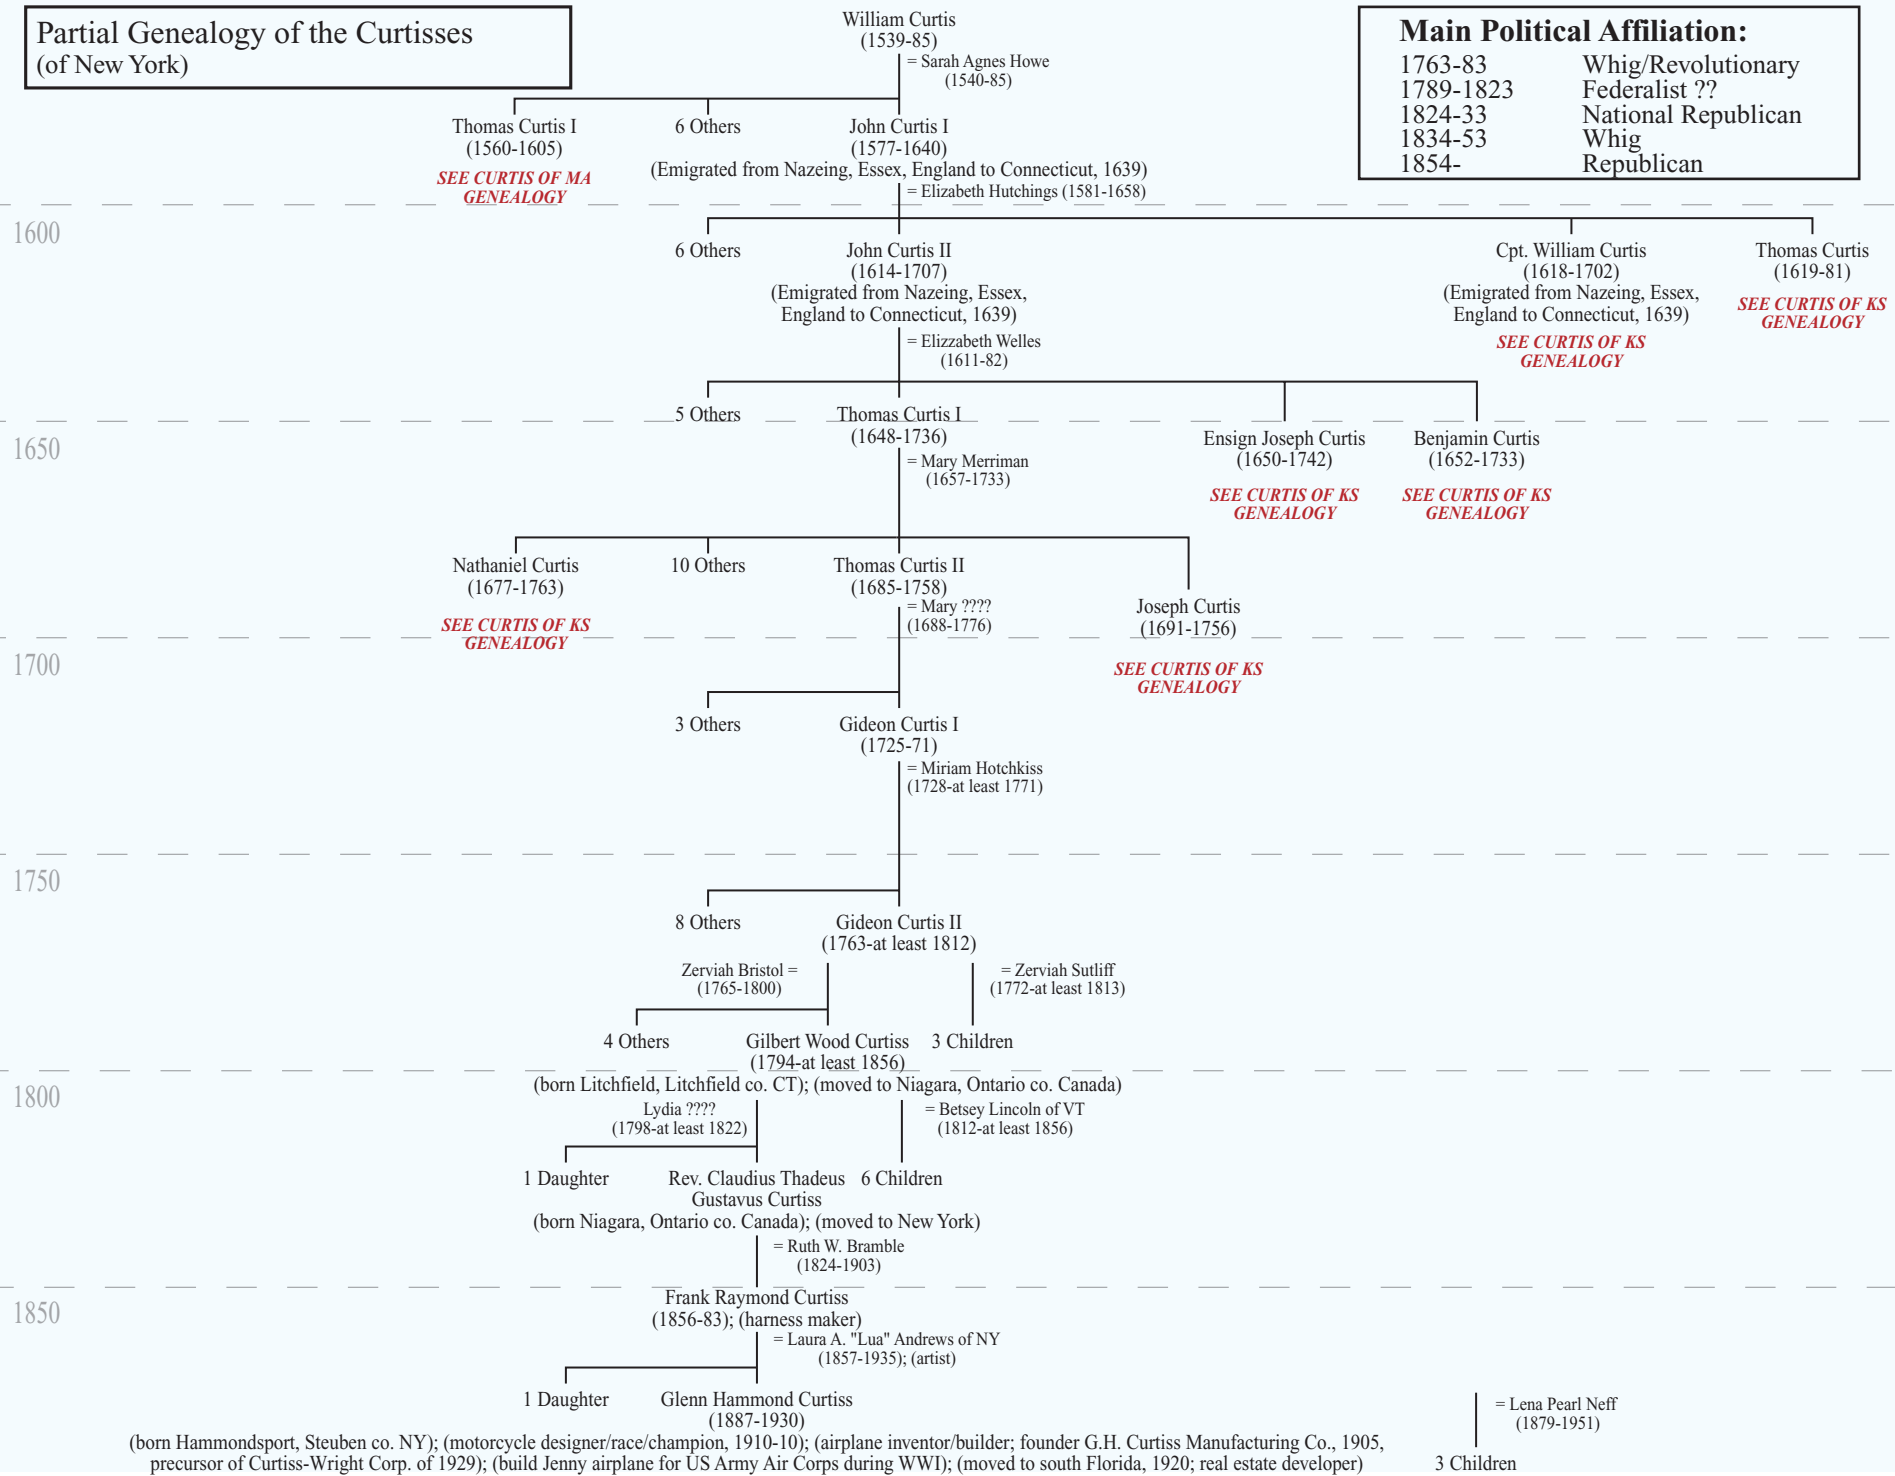 Partial Genealogy of the Curtisses
(of New York)
Main Political Affiliation:
1763-83 Whig/Revolutionary
1789-1823 Federalist ??
1824-33 National Republican
1834-53 Whig
1854- Republican
William Curtis
(1539-85)
= Sarah Agnes Howe
(1540-85)
Thomas Curtis I
(1560-1605)
SEE CURTIS OF MA
GENEALOGY
6 Others
John Curtis I
(1577-1640)
(Emigrated from Nazeing, Essex, England to Connecticut, 1639)
= Elizabeth Hutchings (1581-1658)
1600
6 Others
John Curtis II
(1614-1707)
(Emigrated from Nazeing, Essex,
England to Connecticut, 1639)
= Elizzabeth Welles
(1611-82)
Cpt. William Curtis
(1618-1702)
(Emigrated from Nazeing, Essex,
England to Connecticut, 1639)
SEE CURTIS OF KS
GENEALOGY
Thomas Curtis
(1619-81)
SEE CURTIS OF KS
GENEALOGY
5 Others
Thomas Curtis I
(1648-1736)
= Mary Merriman
(1657-1733)
Ensign Joseph Curtis
(1650-1742)
SEE CURTIS OF KS
GENEALOGY
Benjamin Curtis
(1652-1733)
SEE CURTIS OF KS
GENEALOGY
1650
Nathaniel Curtis
(1677-1763)
SEE CURTIS OF KS
GENEALOGY
10 Others
Thomas Curtis II
(1685-1758)
= Mary ????
(1688-1776)
Joseph Curtis
(1691-1756)
SEE CURTIS OF KS
GENEALOGY
1700
3 Others
Gideon Curtis I
(1725-71)
= Miriam Hotchkiss
(1728-at least 1771)
1750
8 Others
Gideon Curtis II
(1763-at least 1812)
Zerviah Bristol =
(1765-1800)
= Zerviah Sutliff
(1772-at least 1813)
4 Others
Gilbert Wood Curtiss
(1794-at least 1856)
3 Children
(born Litchfield, Litchfield co. CT); (moved to Niagara, Ontario co. Canada)
1800
Lydia ????
(1798-at least 1822)
= Betsey Lincoln of VT
(1812-at least 1856)
1 Daughter
Rev. Claudius Thadeus
Gustavus Curtiss
6 Children
(born Niagara, Ontario co. Canada); (moved to New York)
= Ruth W. Bramble
(1824-1903)
1850
Frank Raymond Curtiss
(1856-83); (harness maker)
= Laura A. "Lua" Andrews of NY
(1857-1935); (artist)
1 Daughter
Glenn Hammond Curtiss
(1887-1930)
(born Hammondsport, Steuben co. NY); (motorcycle designer/race/champion, 1910-10); (airplane inventor/builder; founder G.H. Curtiss Manufacturing Co., 1905,
precursor of Curtiss-Wright Corp. of 1929); (build Jenny airplane for US Army Air Corps during WWI); (moved to south Florida, 1920; real estate developer)
= Lena Pearl Neff
(1879-1951)
3 Children